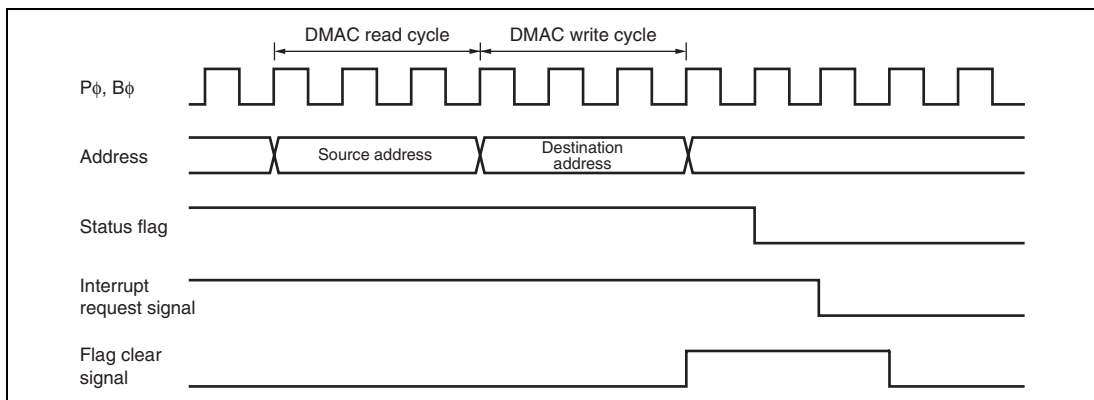 DMAC read cycle DMAC write cycle
Pϕ, Bϕ
Address
Source address
Destination
address
Status flag
Interrupt
request signal
Flag clear
signal